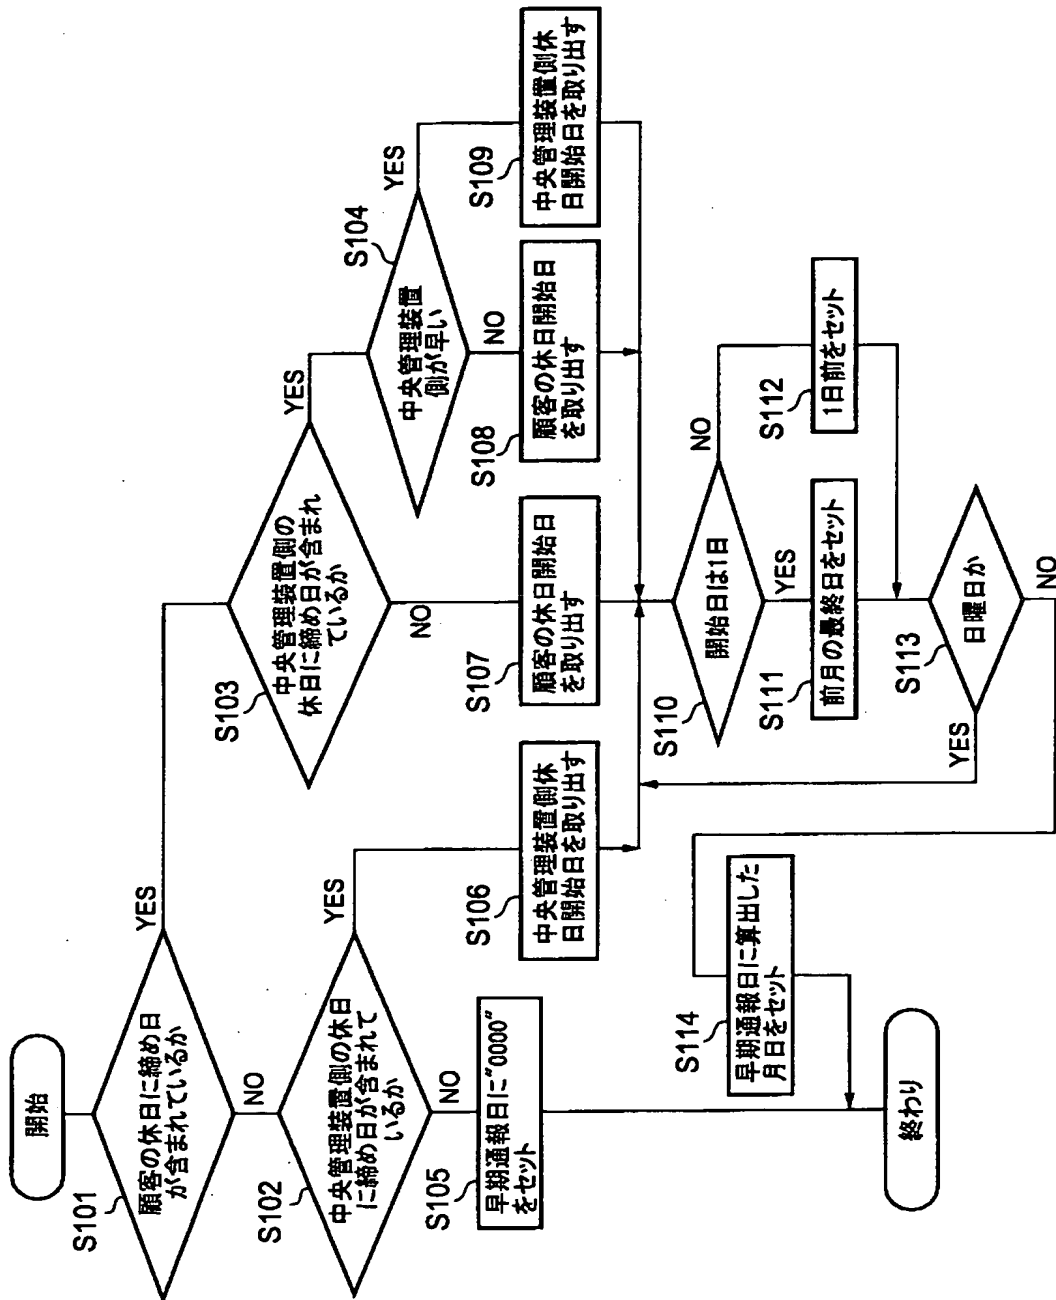 開始
S101
顧客の休日に締め日
が含まれているか
YES
NO
S102
中央管理装置側の休日
に締め日が含まれて
いるか
YES
NO
S103
中央管理装置側の
休日に締め日が含まれ
ているか
YES
NO
S104
中央管理装置
側が早い
YES
NO
S105
早期通報日に"0000"
をセット
S106
中央管理装置側休
日開始日を取り出す
S107
顧客の休日開始日
を取り出す
S108
顧客の休日開始日
を取り出す
S109
中央管理装置側休
日開始日を取り出す
S110
開始日は1日
NO
YES
S111
前月の最終日をセット
S112
1日前をセット
S113
日曜日か
YES
NO
S114
早期通報日に算出した
月日をセット
終わり